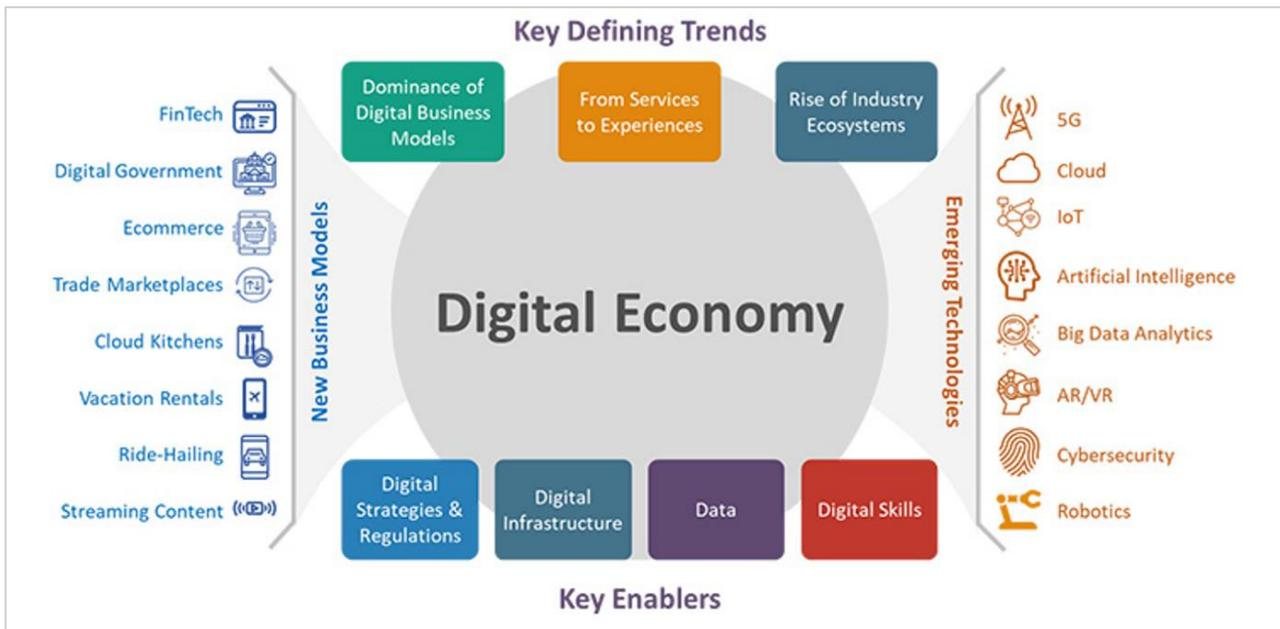 Key Defining Trends
Dominance of
Digital Business
Models
From Services
to Experiences
Rise of Industry
Ecosystems
FinTech
Digital Government
Ecommerce
Trade Marketplaces
Cloud Kitchens
Vacation Rentals
Ride-Hailing
Streaming Content
New Business Models
Digital Economy
Emerging Technologies
5G
Cloud
IoT
Artificial Intelligence
Big Data Analytics
AR/VR
Cybersecurity
Robotics
Digital
Strategies &
Regulations
Digital
Infrastructure
Data
Digital Skills
Key Enablers